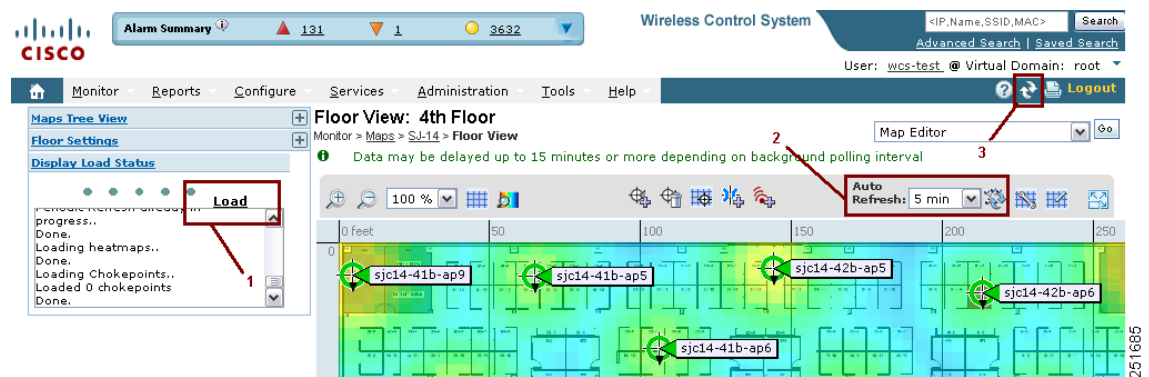 Alarm Summary 131 1 3632
Wireless Control System
<IP,Name,SSID,MAC> Search
Advanced Search | Saved Search
CISCO
User: wcs-test @ Virtual Domain: root
Monitor Reports Configure Services Administration Tools Help Logout
Maps Tree View
Floor Settings
Display Load Status
Load
progress..
Done.
Loading heatmaps..
Done.
Loading Chokepoints..
Loaded 0 chokepoints
Done.
1
Floor View: 4th Floor
Monitor > Maps > SJ-14 > Floor View
Map Editor Go
2
3
Data may be delayed up to 15 minutes or more depending on background polling interval
100 %
Auto
Refresh: 5 min
0 feet 50 100 150 200 250
0
sjc14-41b-ap9
sjc14-41b-ap5
sjc14-42b-ap5
sjc14-42b-ap6
sjc14-41b-ap6
251685